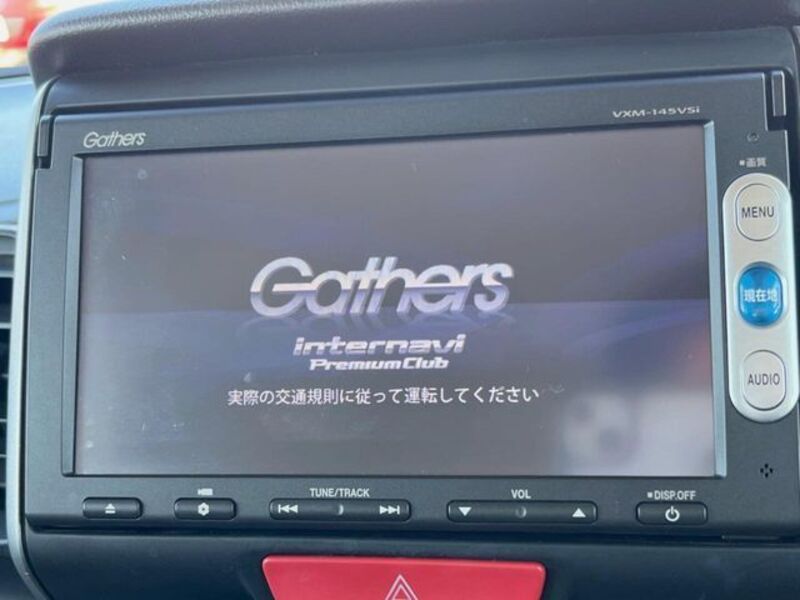 Gathers
VXM-145VSi
■画質
MENU
現在地
AUDIO
Gathers
internavi
Premium Club
実際の交通規則に従って運転してください
TUNE/TRACK
VOL
■DISP.OFF